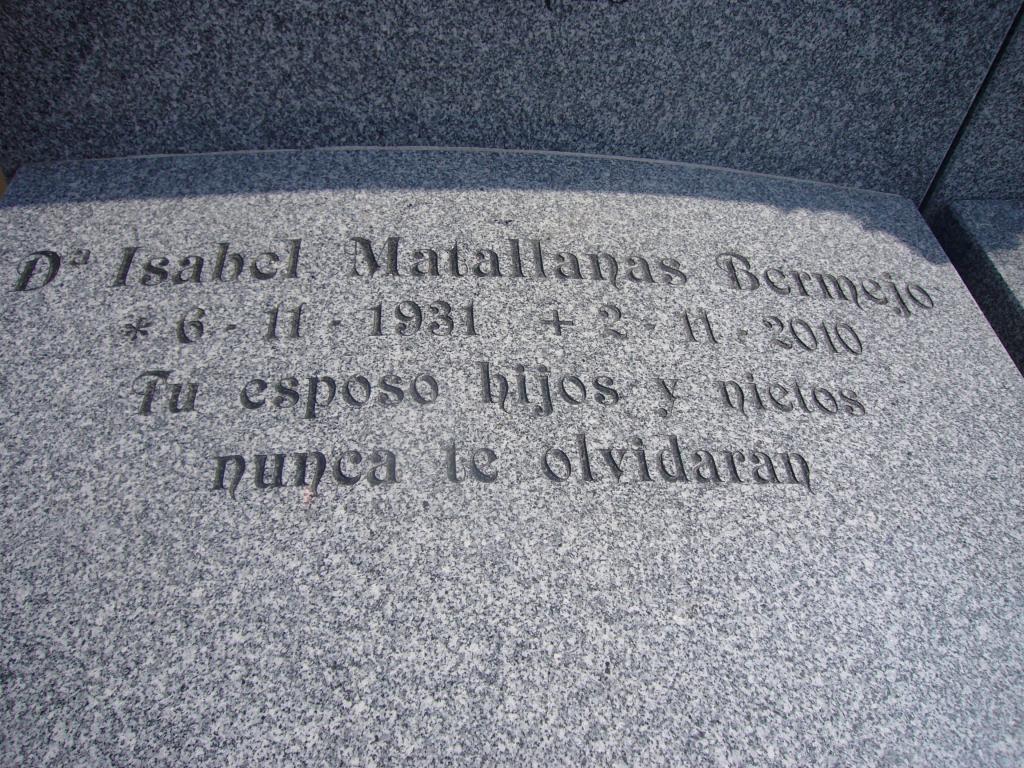 Dª Isabel Matallanas Bermejo
* 6 - 11 - 1931 + 2 - 11 - 2010
Tu esposo hijos y nietos
nunca te olvidaran